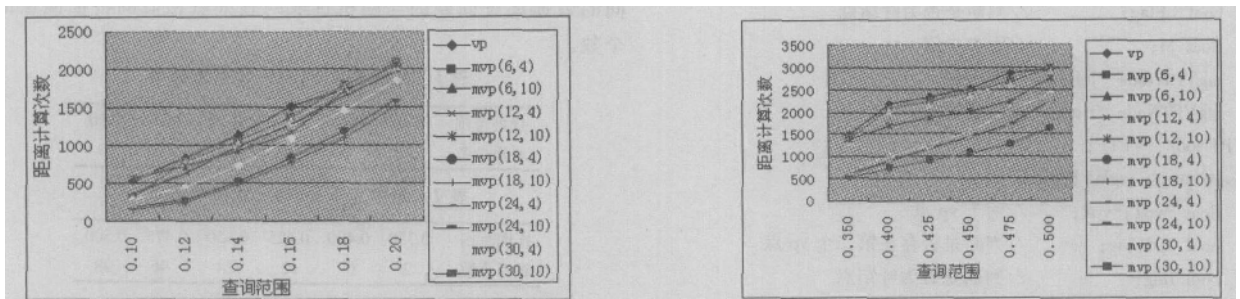 2500
2000
1500
1000
500
0
距离计算次数
0.10
0.12
0.14
0.16
0.18
0.20
查询范围
vp
mvp(6,4)
mvp(6,10)
mvp(12,4)
mvp(12,10)
mvp(18,4)
mvp(18,10)
mvp(24,4)
mvp(24,10)
mvp(30,4)
mvp(30,10)
3500
3000
2500
2000
1500
1000
500
0
距离计算次数
0.350
0.400
0.425
0.450
0.475
0.500
查询范围
vp
mvp(6,4)
mvp(6,10)
mvp(12,4)
mvp(12,10)
mvp(18,4)
mvp(18,10)
mvp(24,4)
mvp(24,10)
mvp(30,4)
mvp(30,10)